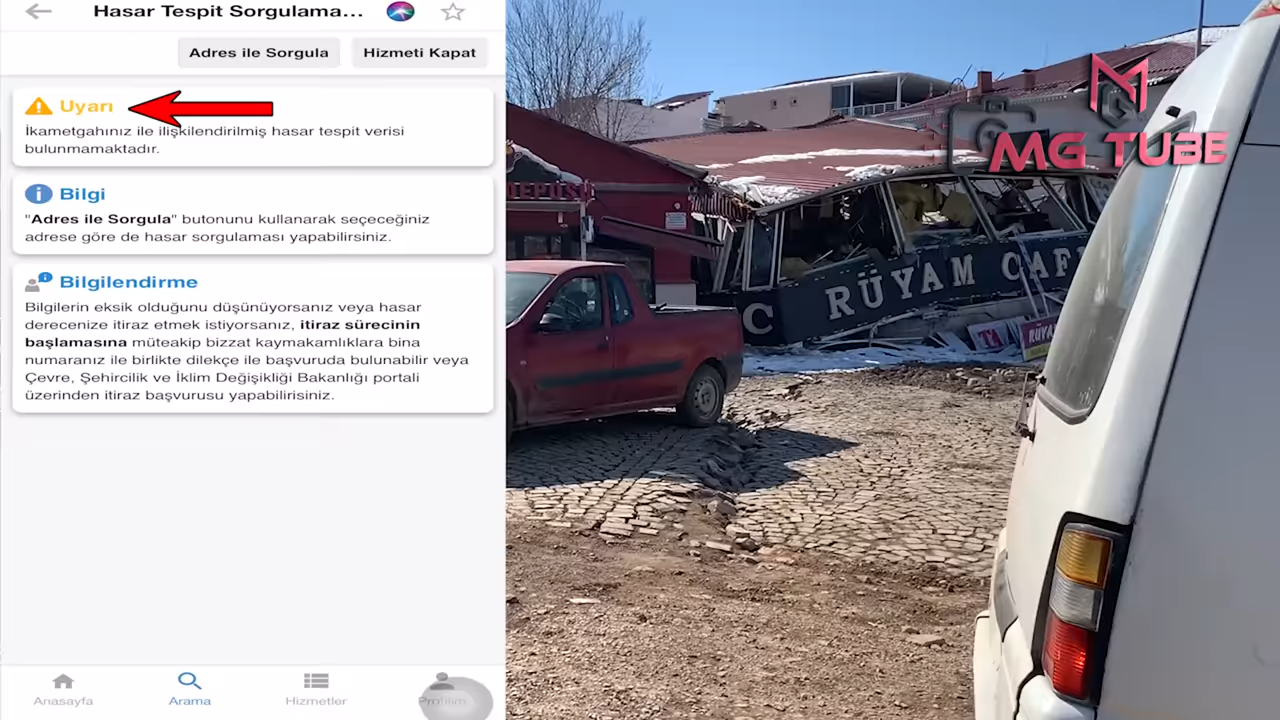 Hasar Tespit Sorgulama...
Adres ile Sorgula
Hizmeti Kapat
Uyarı
İkametgahınız ile ilişkilendirilmiş hasar tespit verisi
bulunmamaktadır.
Bilgi
"Adres ile Sorgula" butonunu kullanarak seçeceğiniz
adrese göre de hasar sorgulaması yapabilirsiniz.
Bilgilendirme
Bilgilerin eksik olduğunu düşünüyorsanız veya hasar
derecenize itiraz etmek istiyorsanız, itiraz sürecinin
başlamasına müteakip bizzat kaymakamlıklara bina
numaranız ile birlikte dilekçe ile başvuruda bulunabilir veya
Çevre, Şehircilik ve İklim Değişikliği Bakanlığı portali
üzerinden itiraz başvurusu yapabilirisiniz.
Anasayfa
Arama
Hizmetler
Profilim
MG TUBE
C RÜYAM CAF